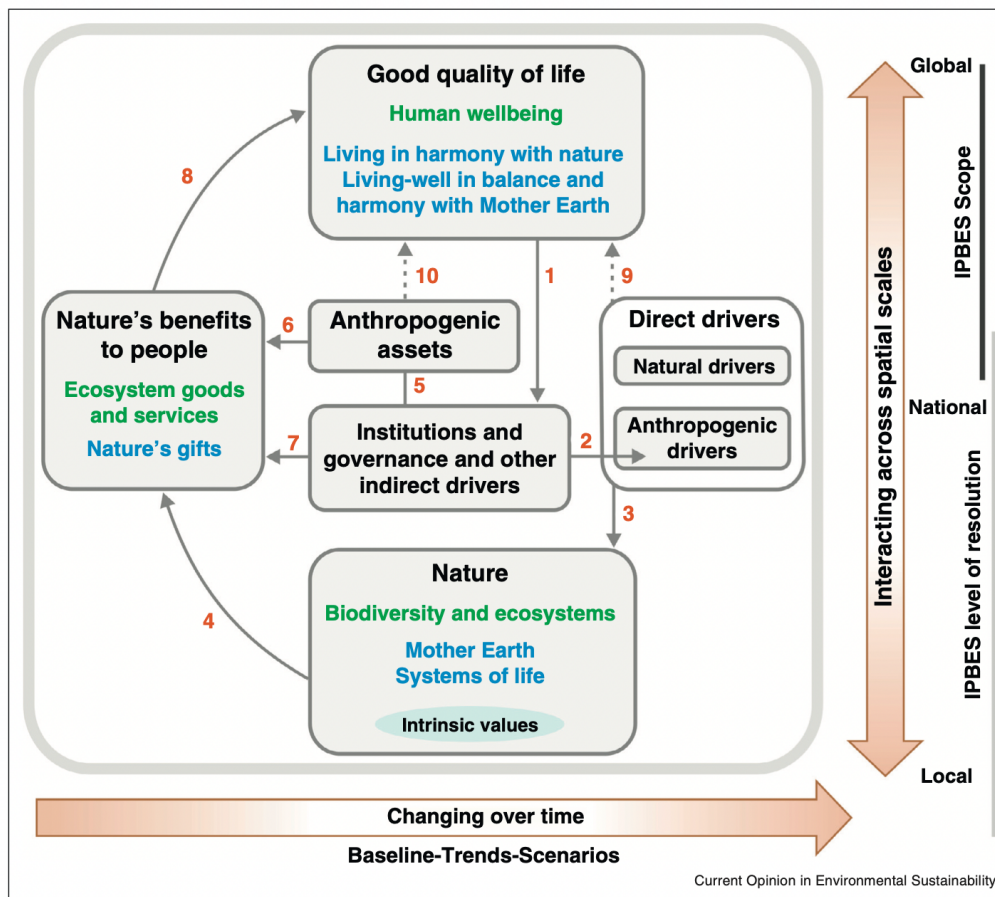 Good quality of life
Human wellbeing
Living in harmony with nature
Living-well in balance and
harmony with Mother Earth
8
10
1
9
Nature's benefits
to people
Ecosystem goods
and services
Nature's gifts
6
Anthropogenic
assets
5
7
Institutions and
governance and other
indirect drivers
2
Direct drivers
Natural drivers
Anthropogenic
drivers
3
4
Nature
Biodiversity and ecosystems
Mother Earth
Systems of life
Intrinsic values
Interacting across spatial scales
Global
IPBES Scope
National
IPBES level of resolution
Local
Changing over time
Baseline-Trends-Scenarios
Current Opinion in Environmental Sustainability